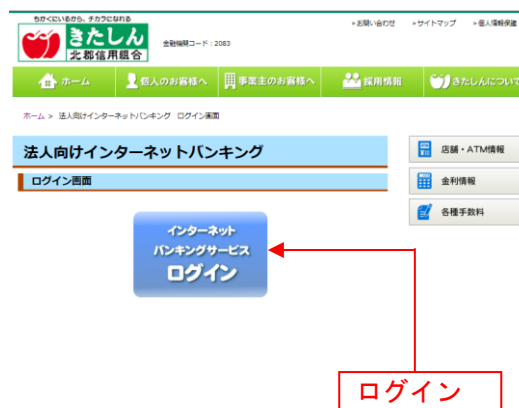 ちかくにいるから、チカラになれる
きたしん
北郡信用組合
金融機関コード：2083
»お問い合わせ »サイトマップ »個人情報保護
ホーム 個人のお客様へ 事業主のお客様へ 採用情報 きたしんについて
ホーム > 法人向けインターネットバンキング ログイン画面
法人向けインターネットバンキング
ログイン画面
店舗・ATM情報
金利情報
各種手数料
インターネット
バンキングサービス
ログイン
ログイン